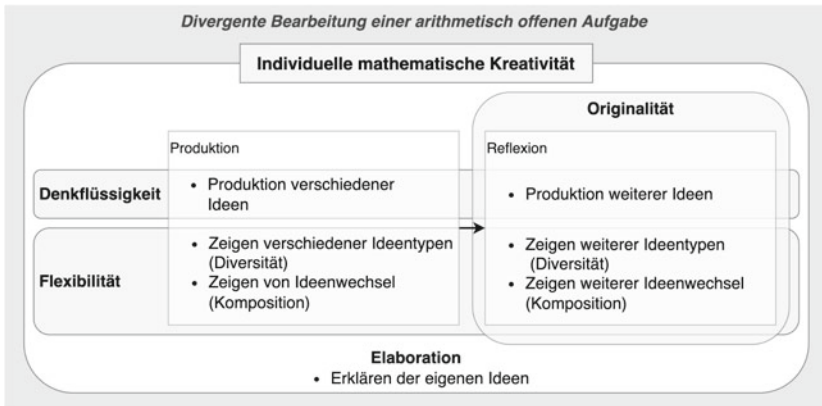 Divergente Bearbeitung einer arithmetisch offenen Aufgabe
Individuelle mathematische Kreativität
Originalität
Produktion
Reflexion
Denkflüssigkeit
• Produktion verschiedener
Ideen
• Produktion weiterer Ideen
Flexibilität
• Zeigen verschiedener Ideentypen
(Diversität)
• Zeigen von Ideenwechsel
(Komposition)
• Zeigen weiterer Ideentypen
(Diversität)
• Zeigen weiterer Ideenwechsel
(Komposition)
Elaboration
• Erklären der eigenen Ideen